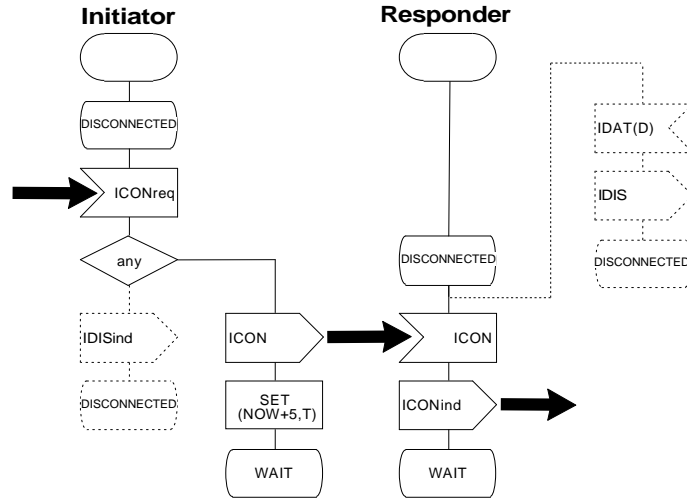 Initiator
Responder
DISCONNECTED
IDAT(D)
ICONreq
IDIS
any
DISCONNECTED
DISCONNECTED
IDISind
ICON
ICON
DISCONNECTED
SET
(NOW+5,T)
ICONind
WAIT
WAIT